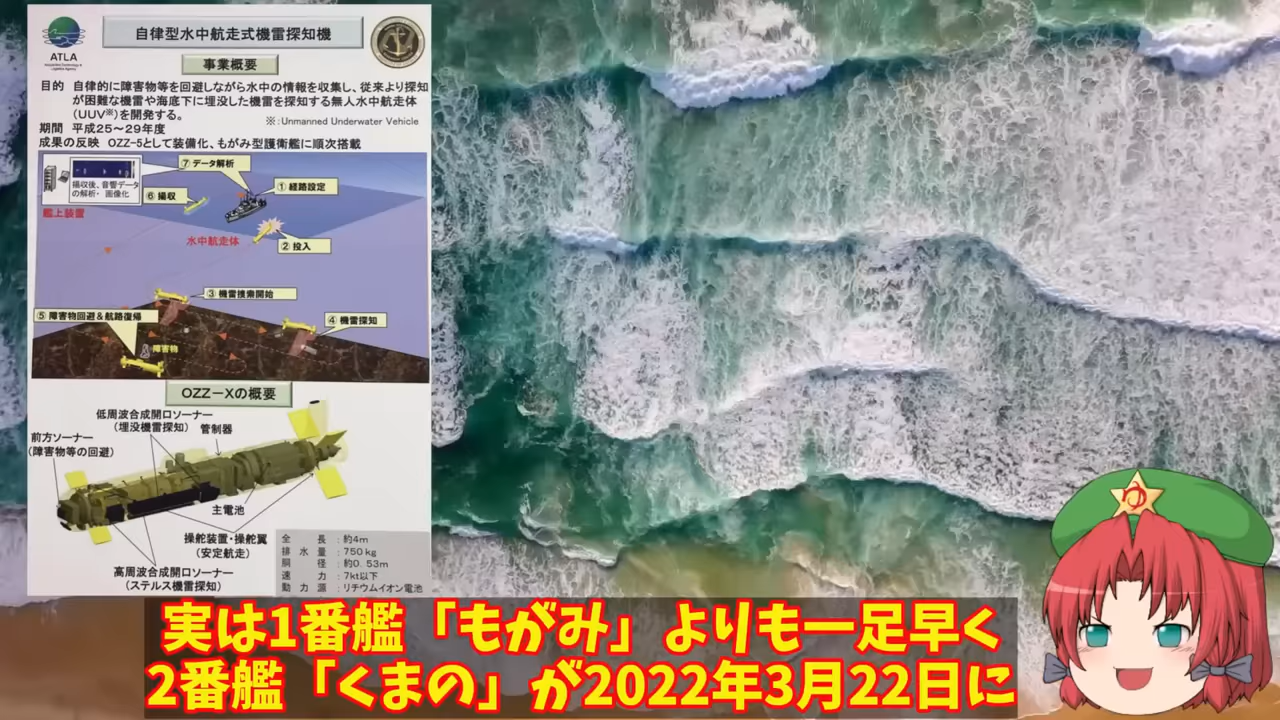 ATLA
自律型水中航走式機雷探知機
事業概要
目的 自律的に障害物等を回避しながら水中の情報を収集し、従来より探知
が困難な機雷や海底下に埋没した機雷を探知する無人水中航走体
(UUV※)を開発する。
※:Unmanned Underwater Vehicle
期間 平成25~29年度
成果の反映 OZZ-5として装備化、もがみ型護衛艦に順次搭載
⑦データ解析
揚収後、音響データ
の解析・画像化
⑥揚収
①経路設定
艦上装置
水中航走体
②投入
③機雷捜索開始
⑤障害物回避&航路復帰
④機雷探知
障害物
OZZ-Xの概要
低周波合成開口ソーナー
(埋没機雷探知)
管制器
前方ソーナー
(障害物等の回避)
主電池
操舵装置・操舵翼
(安定航走)
高周波合成開口ソーナー
(ステルス機雷探知)
全長:約4m
排水量:750kg
胴径:約0.53m
速力:7kt以下
動力源:リチウムイオン電池
実は1番艦「もがみ」よりも一足早く
2番艦「くまの」が2022年3月22日に